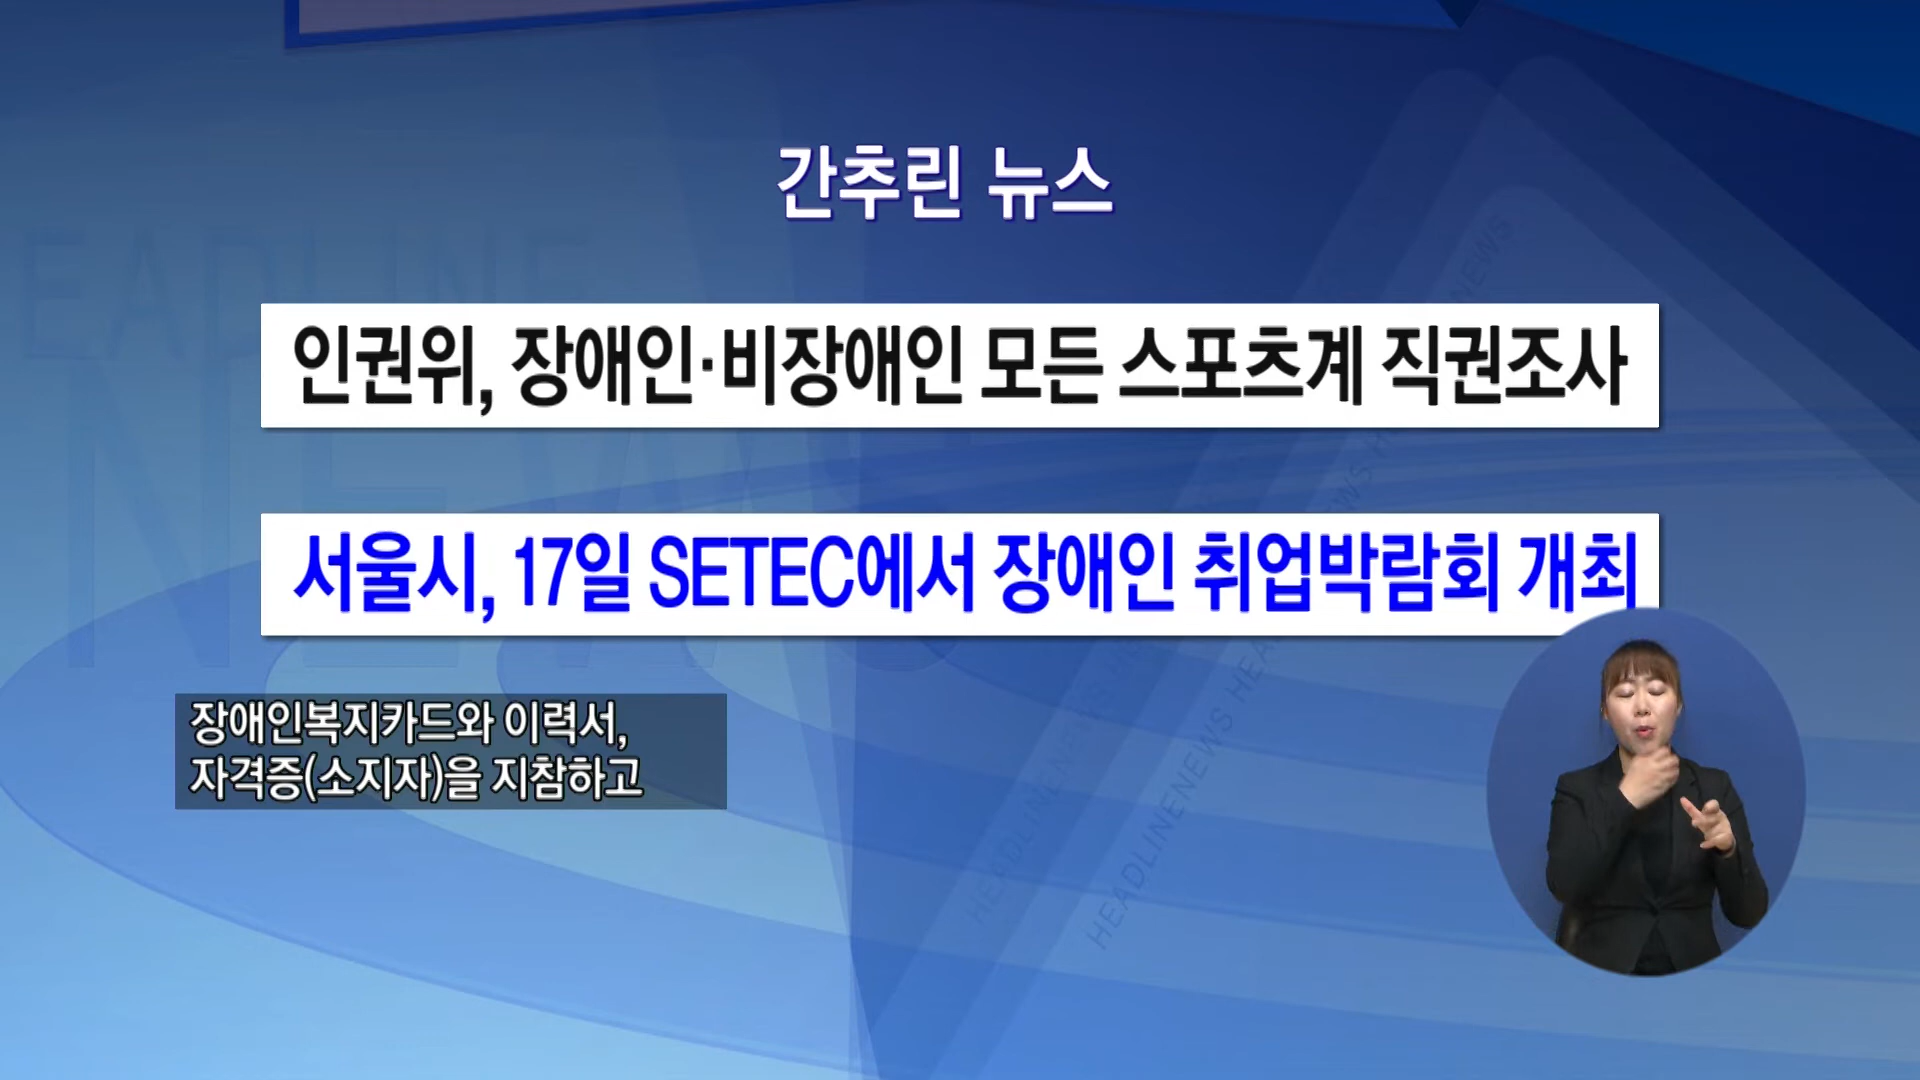 간추린 뉴스
인권위, 장애인·비장애인 모든 스포츠계 직권조사
서울시, 17일 SETEC에서 장애인 취업박람회 개최
장애인복지카드와 이력서,
자격증(소지자)을 지참하고
HEADLINENEWS
HEADLINENEWS